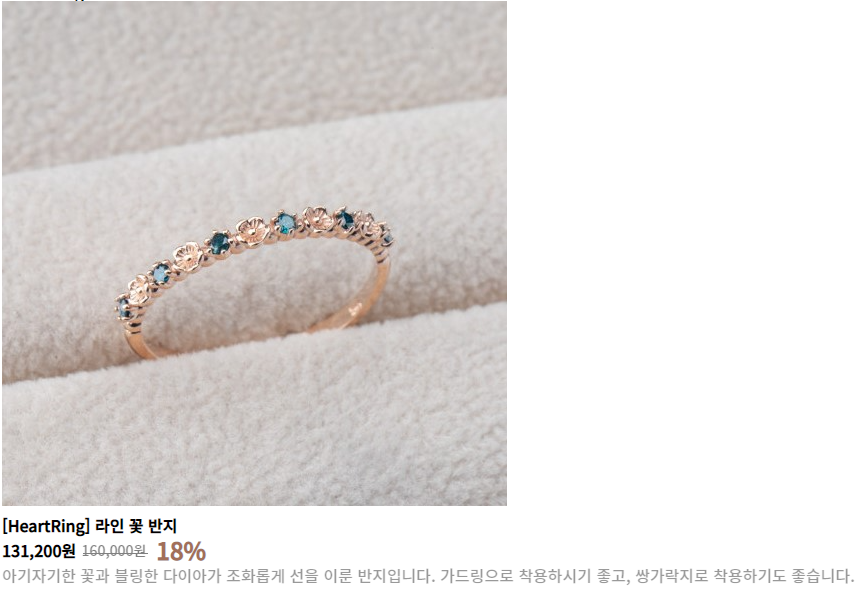 [HeartRing] 라인 꽃 반지
131,200원 160,000원 18%
아기자기한 꽃과 블링한 다이아가 조화롭게 선을 이룬 반지입니다. 가드링으로 착용하시기 좋고, 쌍가락지로 착용하기도 좋습니다.